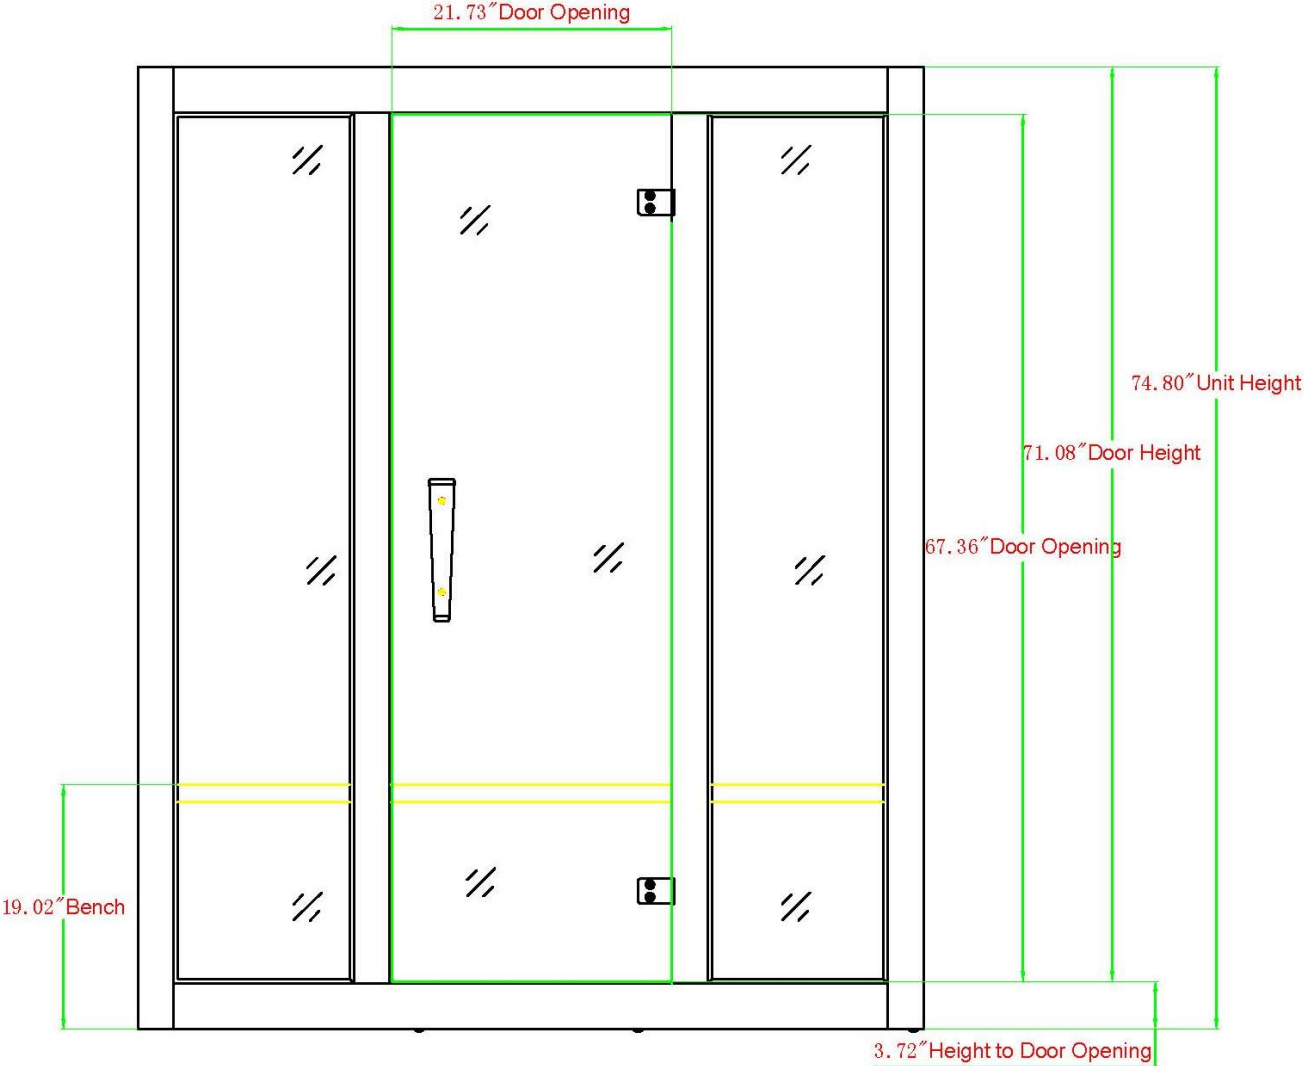 21.73"Door Opening
74.80"Unit Height
71.08"Door Height
67.36"Door Opening
19.02"Bench
3.72"Height to Door Opening